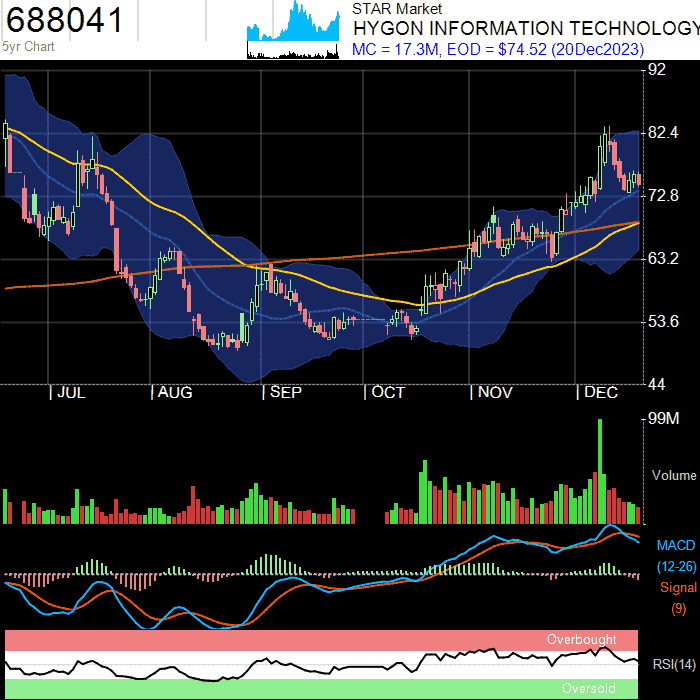 688041
5yr Chart
STAR Market
HYGON INFORMATION TECHNOLOGY
MC = 17.3M, EOD = $74.52 (20Dec2023)
92
82.4
72.8
63.2
53.6
44
| JUL | AUG | SEP | OCT | NOV | DEC
99M
Volume
MACD
(12-26)
Signal
(9)
Overbought
RSI(14)
Oversold